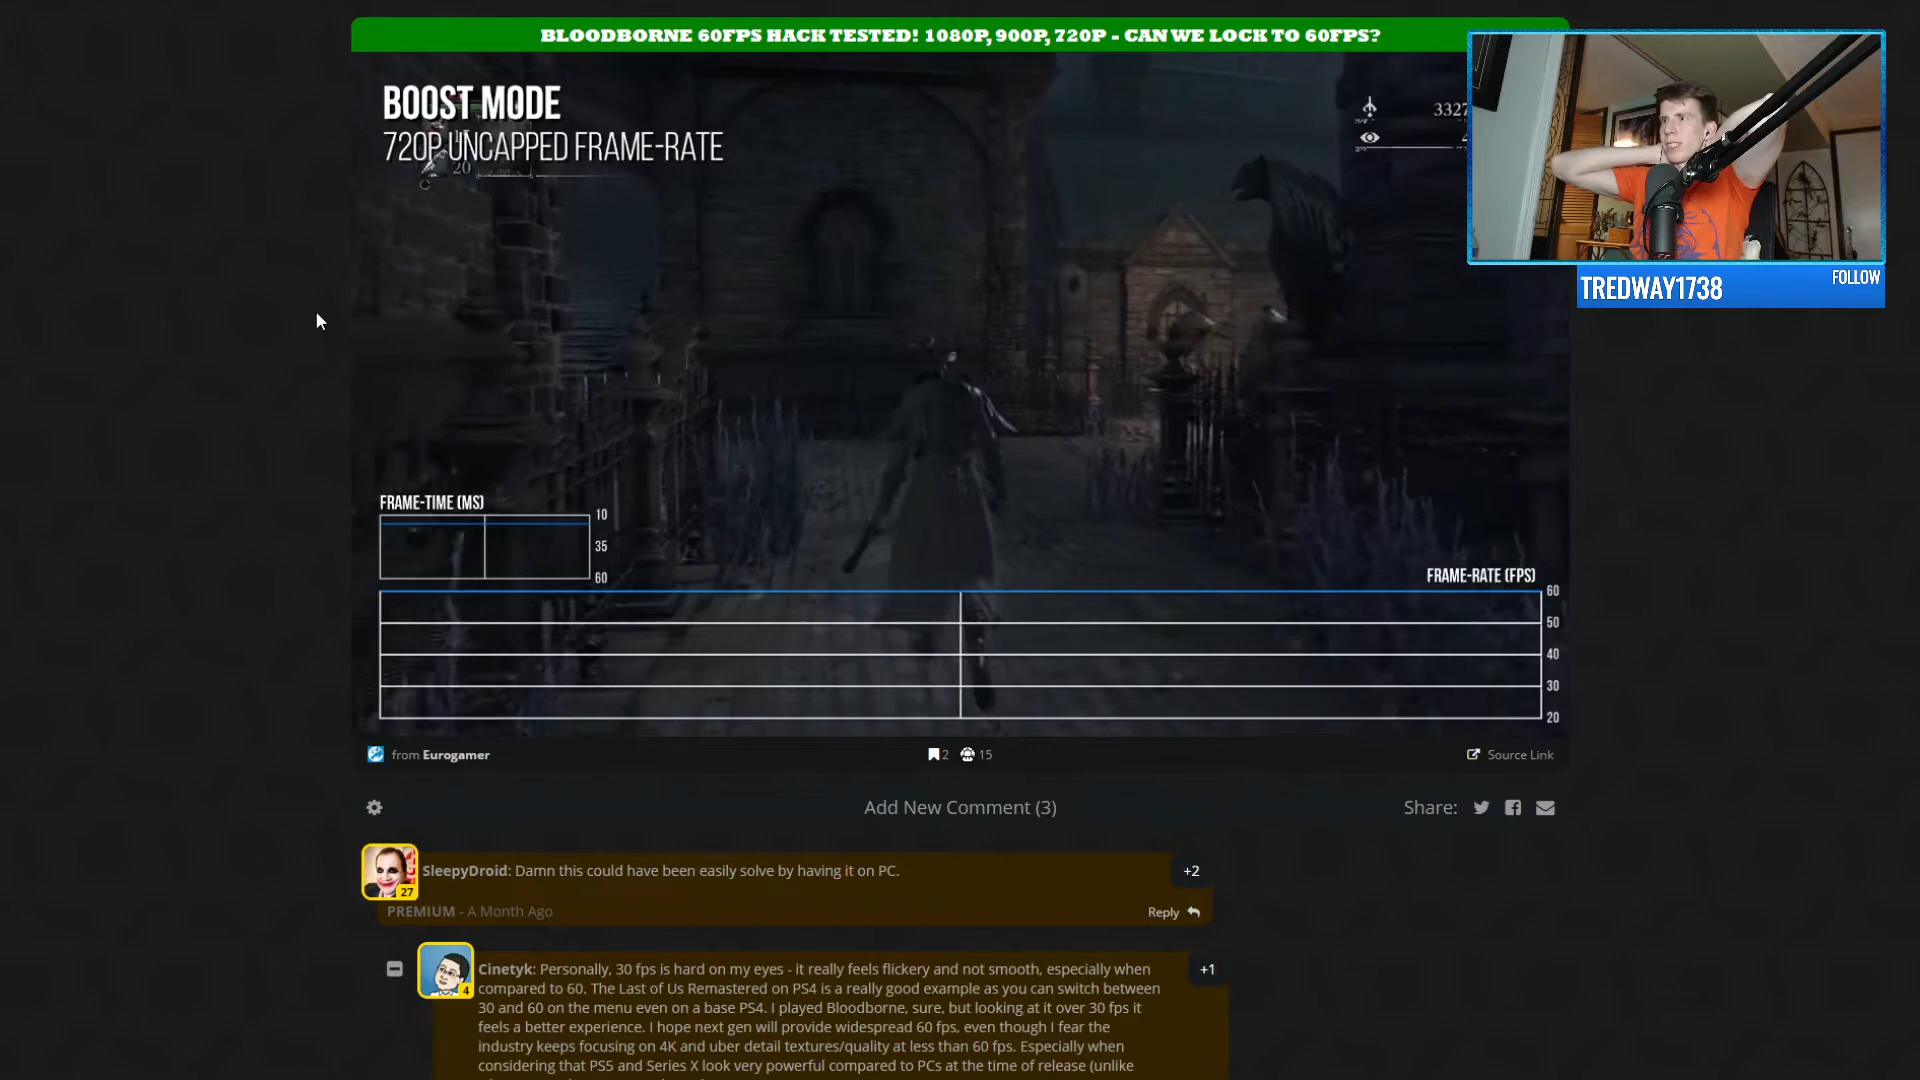 BLOODBORNE 60FPS HACK TESTED! 1080P, 900P, 720P - CAN WE LOCK TO 60FPS?
BOOST MODE
720P UNCAPPED FRAME-RATE
20
3327
TREDWAY1738
FOLLOW
FRAME-TIME (MS)
10
35
60
FRAME-RATE (FPS)
60
50
40
30
20
from Eurogamer
2
15
Source Link
Add New Comment (3)
Share:
27
SleepyDroid: Damn this could have been easily solve by having it on PC.
+2
PREMIUM - A Month Ago
Reply
4
Cinetyk: Personally, 30 fps is hard on my eyes - it really feels flickery and not smooth, especially when
+1
compared to 60. The Last of Us Remastered on PS4 is a really good example as you can switch between
30 and 60 on the menu even on a base PS4. I played Bloodborne, sure, but looking at it over 30 fps it
feels a better experience. I hope next gen will provide widespread 60 fps, even though I fear the
industry keeps focusing on 4K and uber detail textures/quality at less than 60 fps. Especially when
considering that PS5 and Series X look very powerful compared to PCs at the time of release (unlike